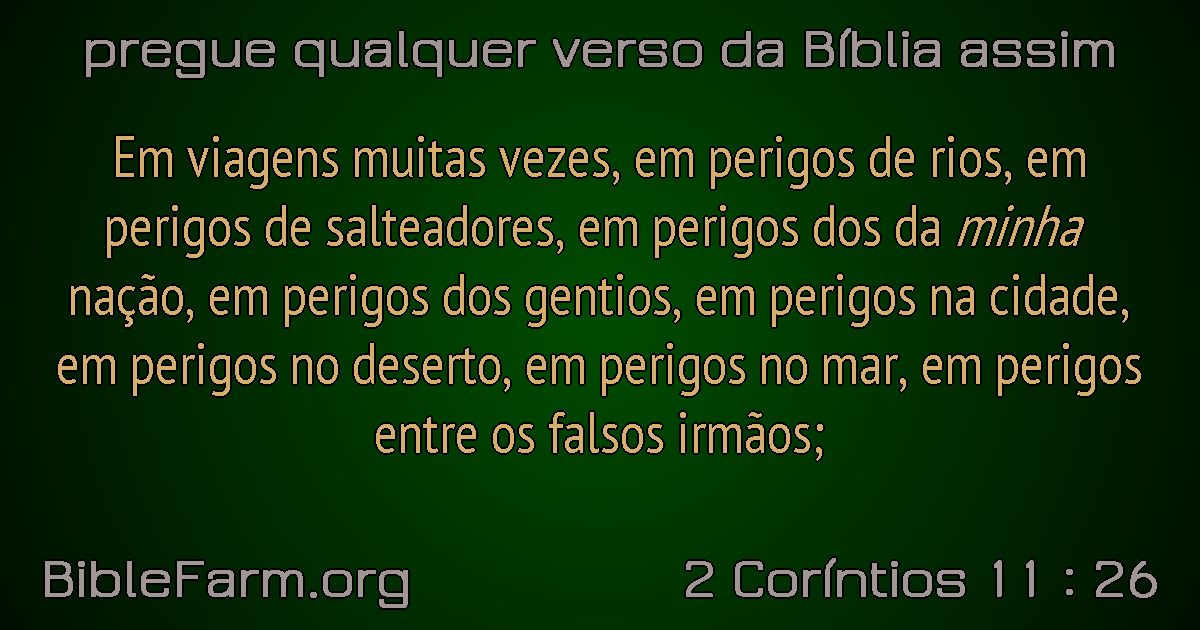 pregue qualquer verso da Bíblia assim
Em viagens muitas vezes, em perigos de rios, em
perigos de salteadores, em perigos dos da minha
nação, em perigos dos gentios, em perigos na cidade,
em perigos no deserto, em perigos no mar, em perigos
entre os falsos irmãos;
BibleFarm.org
2 Coríntios 11 : 26